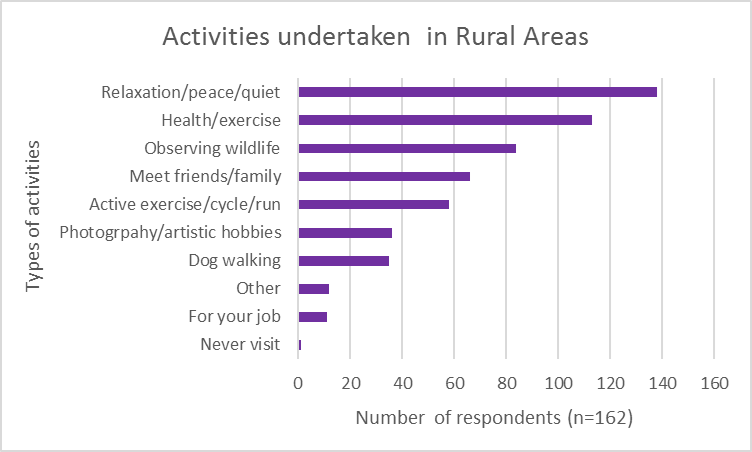 Activities undertaken  in Rural Areas
Types of activities
Relaxation/peace/quiet
Health/exercise
Observing wildlife
Meet friends/family
Active exercise/cycle/run
Photogrpahy/artistic hobbies
Dog walking
Other
For your job
Never visit
0 20 40 60 80 100 120 140 160
Number  of respondents (n=162)